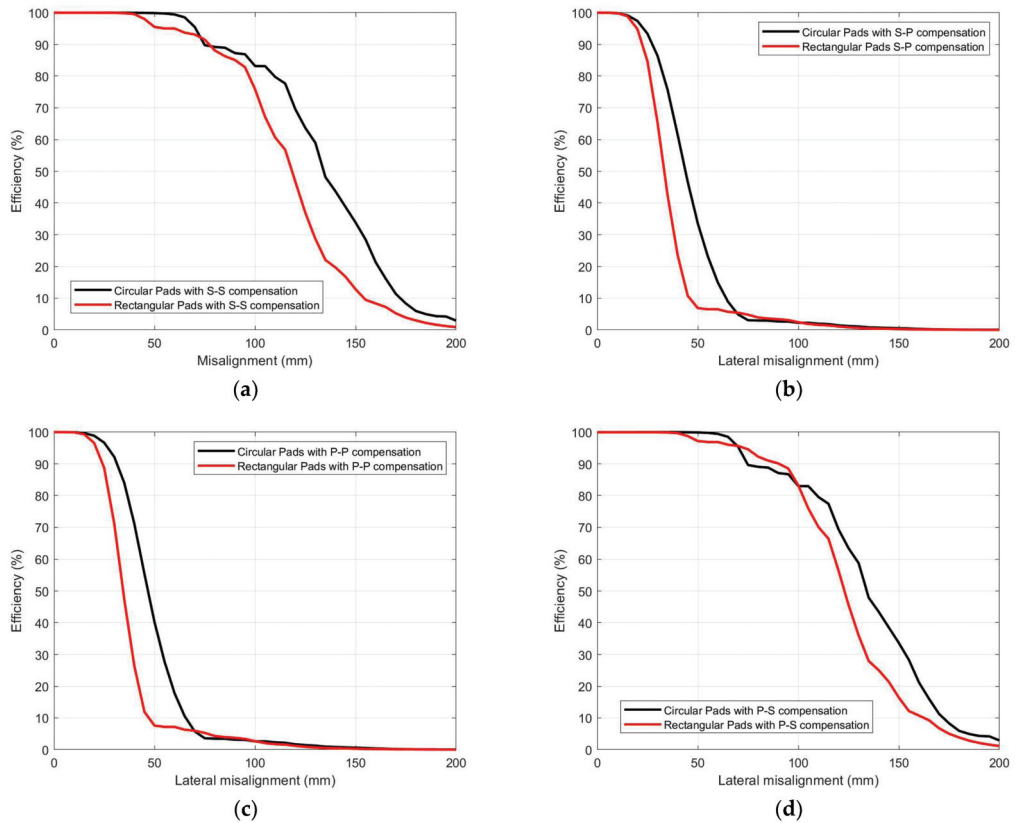 100
90
80
70
60
50
40
30
20
10
0
Efficiency (%)
Circular Pads with S-S compensation
Rectangular Pads with S-S compensation
0 50 100 150 200
Misalignment (mm)
(a)
100
90
80
70
60
50
40
30
20
10
0
Efficiency (%)
Circular Pads with S-P compensation
Rectangular Pads S-P compensation
0 50 100 150 200
Lateral misalignment (mm)
(b)
100
90
80
70
60
50
40
30
20
10
0
Efficiency (%)
Circular Pads with P-P compensation
Rectangular Pads with P-P compensation
0 50 100 150 200
Lateral misalignment (mm)
(c)
100
90
80
70
60
50
40
30
20
10
0
Efficiency (%)
Circular Pads with P-S compensation
Rectangular Pads with P-S compensation
0 50 100 150 200
Lateral misalignment (mm)
(d)